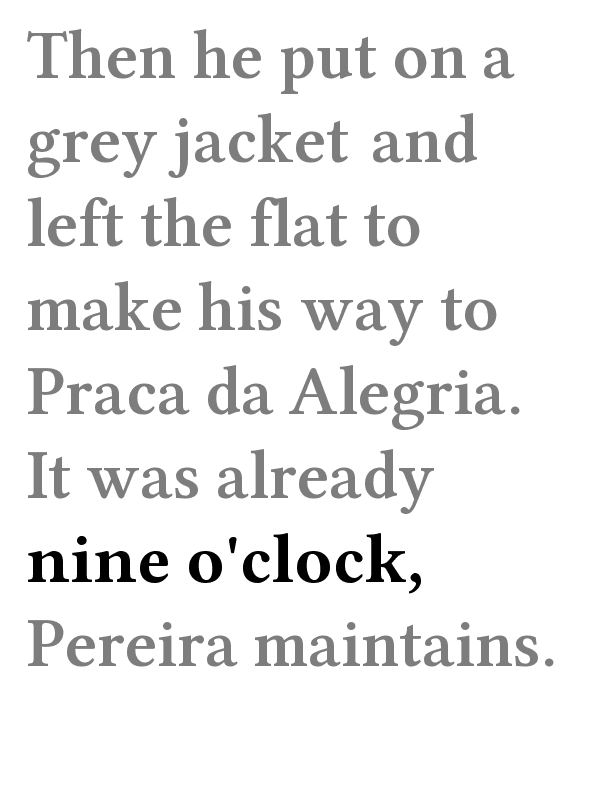 Then he put on a
grey jacket and
left the flat to
make his way to
Praca da Alegria.
It was already
nine o'clock,
Pereira maintains.